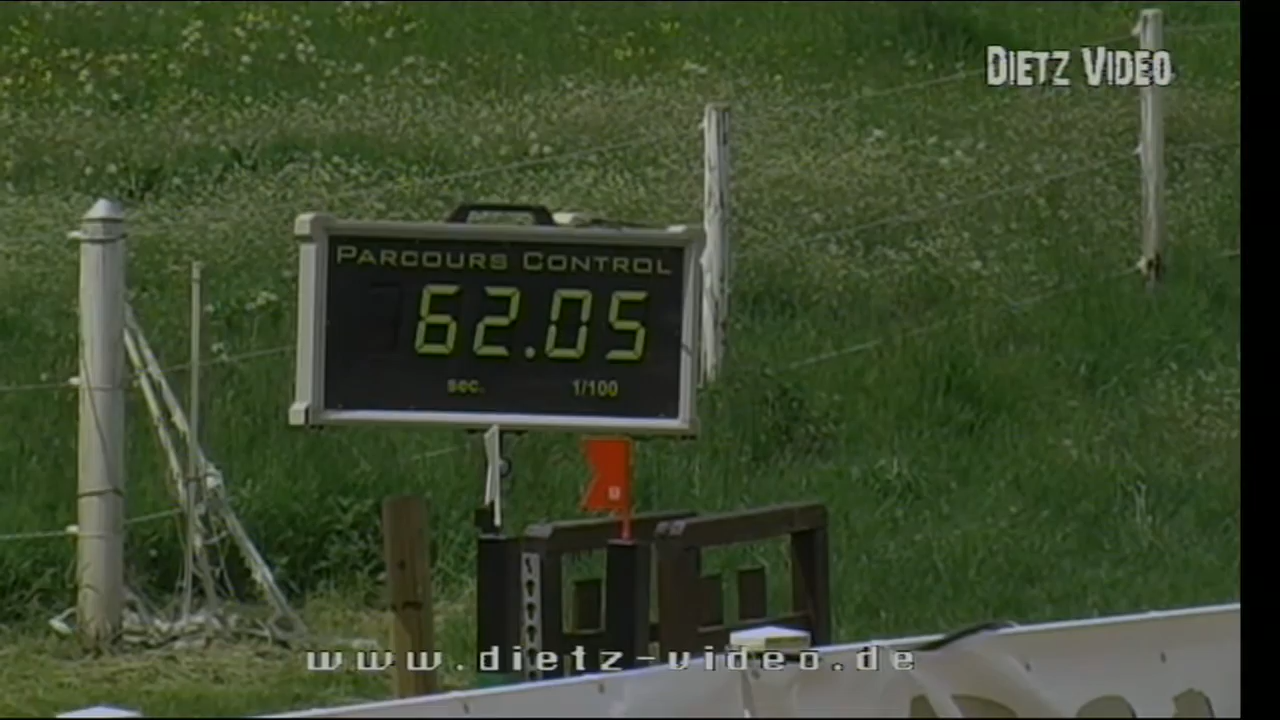 DIETZ VIDEO
PARCOURS CONTROL
62.05
sec. 1/100
www.dietz-video.de